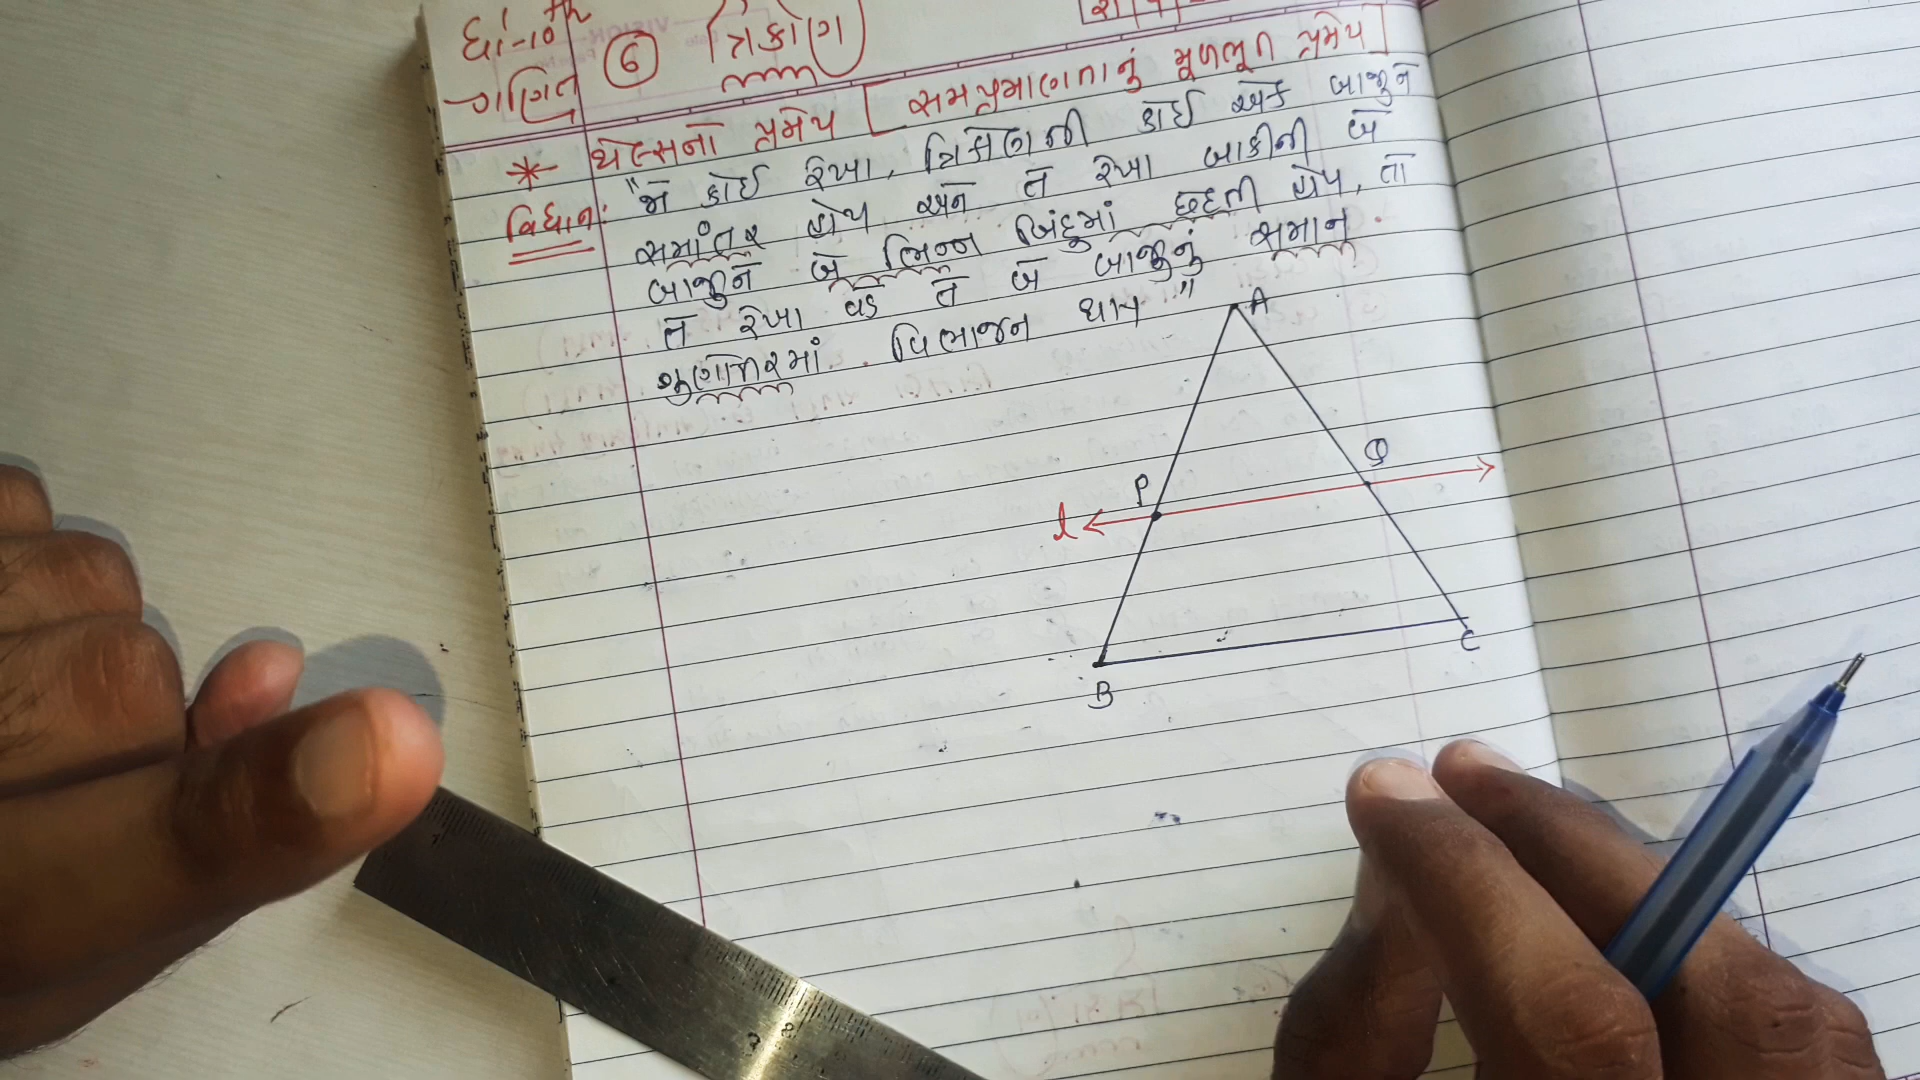 ધો-10th
ગણિત
⑥ ત્રિકોણ
* થેલ્સનો પ્રમેય [સમપ્રમાણતાનું મૂળભૂત પ્રમેય]
વિધાન: "જો કોઈ રેખા, ત્રિકોણની કોઈ એક બાજુને
સમાંતર હોય અને તે રેખા બાકીની બે
બાજુને બે ભિન્ન બિંદુમાં છેદતી હોય, તો
તે રેખા વડે તે બે બાજુનું સમાન
ગુણોત્તરમાં વિભાજન થાય"
A
P
Q
l
B
C